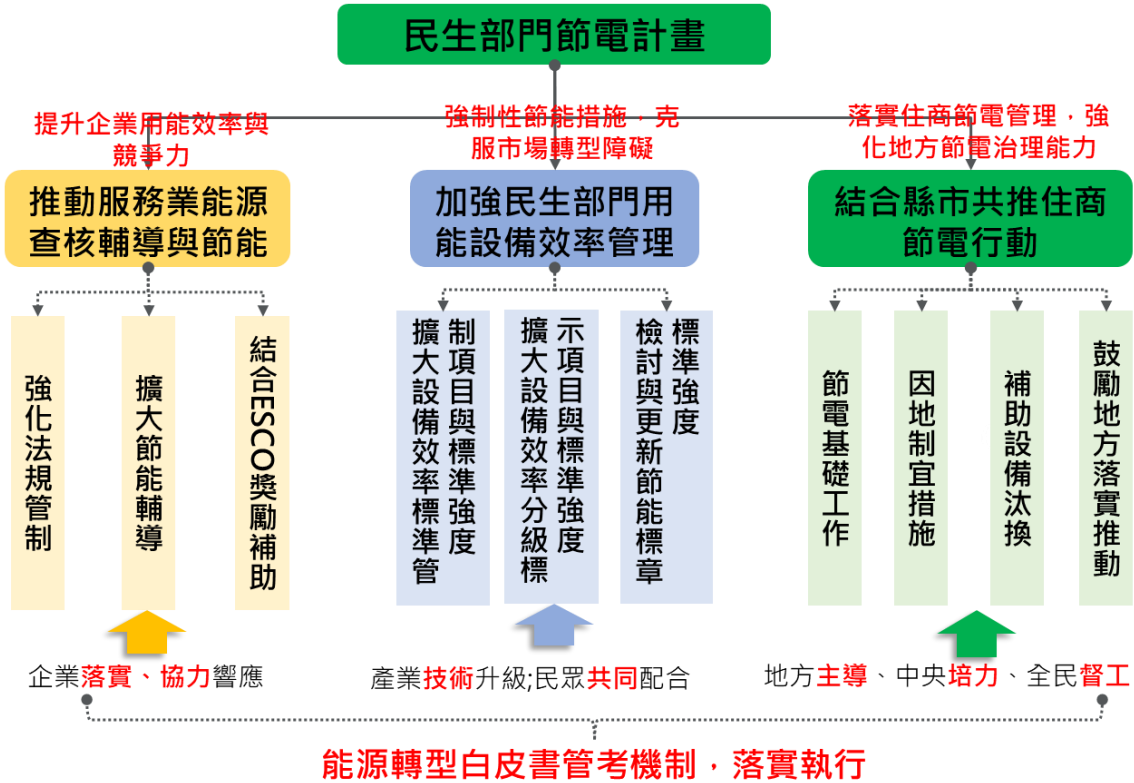 民生部門節電計畫
提升企業用能效率與
競爭力
強制性節能措施，克
服市場轉型障礙
落實住商節電管理，強
化地方節電治理能力
推動服務業能源
查核輔導與節能
加強民生部門用
能設備效率管理
結合縣市共推住商
節電行動
強化法規管制
擴大節能輔導
結合ESCO獎勵補助
擴大設備效率標準管
制項目與標準強度
擴大設備效率分級標
示項目與標準強度
檢討與更新節能標章
標準強度
節電基礎工作
因地制宜措施
補助設備汰換
鼓勵地方落實推動
企業落實、協力響應
產業技術升級;民眾共同配合
地方主導、中央培力、全民督工
能源轉型白皮書管考機制，落實執行